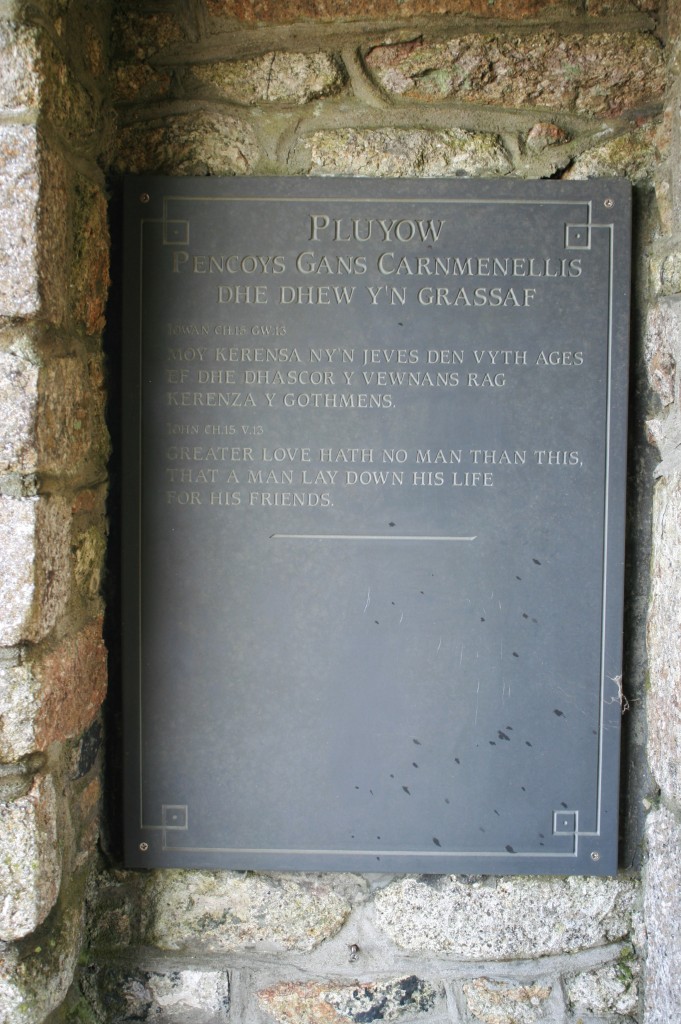 PLUYOW
PENCOYS GANS CARNMENELLIS
DHE DHEW Y'N GRASSAF
IOWAN CH.15 GW.13
MOY KERENSA NY'N JEVES DEN VYTH AGES
EF DHE DHASCOR Y VEWNANS RAG
KERENZA Y GOTHMENS.
JOHN CH.15 V.13
GREATER LOVE HATH NO MAN THAN THIS,
THAT A MAN LAY DOWN HIS LIFE
FOR HIS FRIENDS.